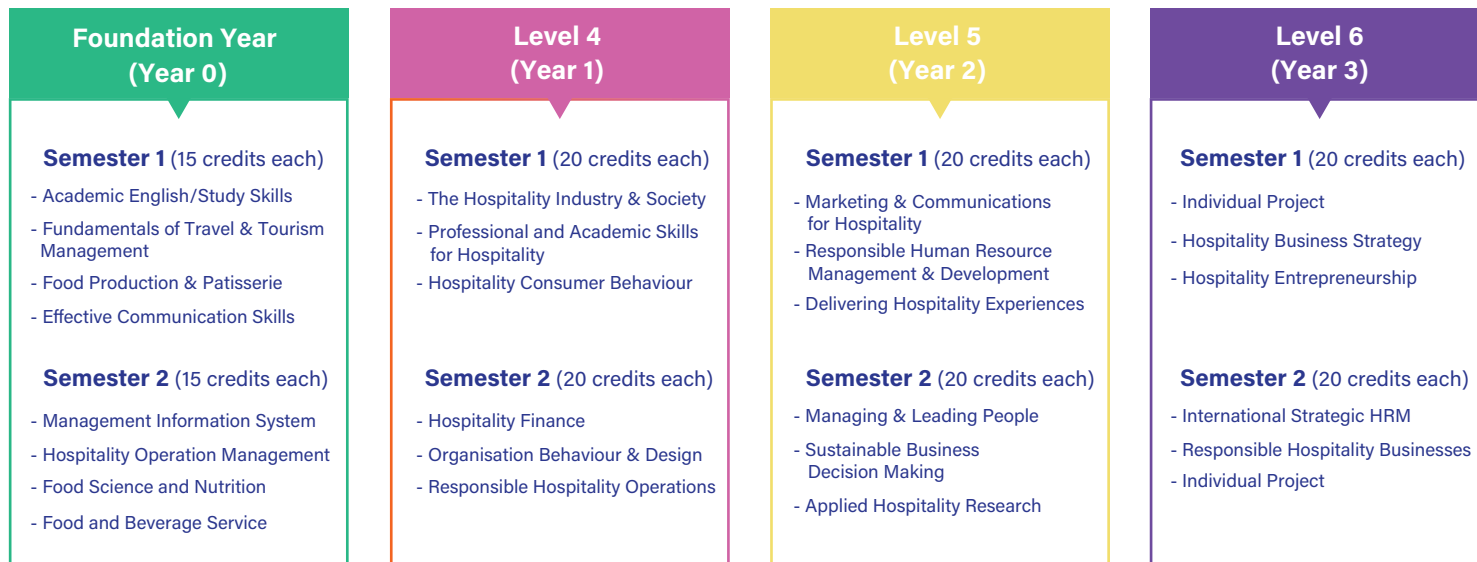 Foundation Year
(Year 0)
Semester 1 (15 credits each)
- Academic English/Study Skills
- Fundamentals of Travel & Tourism
Management
- Food Production & Patisserie
- Effective Communication Skills
Semester 2 (15 credits each)
- Management Information System
- Hospitality Operation Management
- Food Science and Nutrition
- Food and Beverage Service
Level 4
(Year 1)
Semester 1 (20 credits each)
- The Hospitality Industry & Society
- Professional and Academic Skills
for Hospitality
- Hospitality Consumer Behaviour
Semester 2 (20 credits each)
- Hospitality Finance
- Organisation Behaviour & Design
- Responsible Hospitality Operations
Level 5
(Year 2)
Semester 1 (20 credits each)
- Marketing & Communications
for Hospitality
- Responsible Human Resource
Management & Development
- Delivering Hospitality Experiences
Semester 2 (20 credits each)
- Managing & Leading People
- Sustainable Business
Decision Making
- Applied Hospitality Research
Level 6
(Year 3)
Semester 1 (20 credits each)
- Individual Project
- Hospitality Business Strategy
- Hospitality Entrepreneurship
Semester 2 (20 credits each)
- International Strategic HRM
- Responsible Hospitality Businesses
- Individual Project